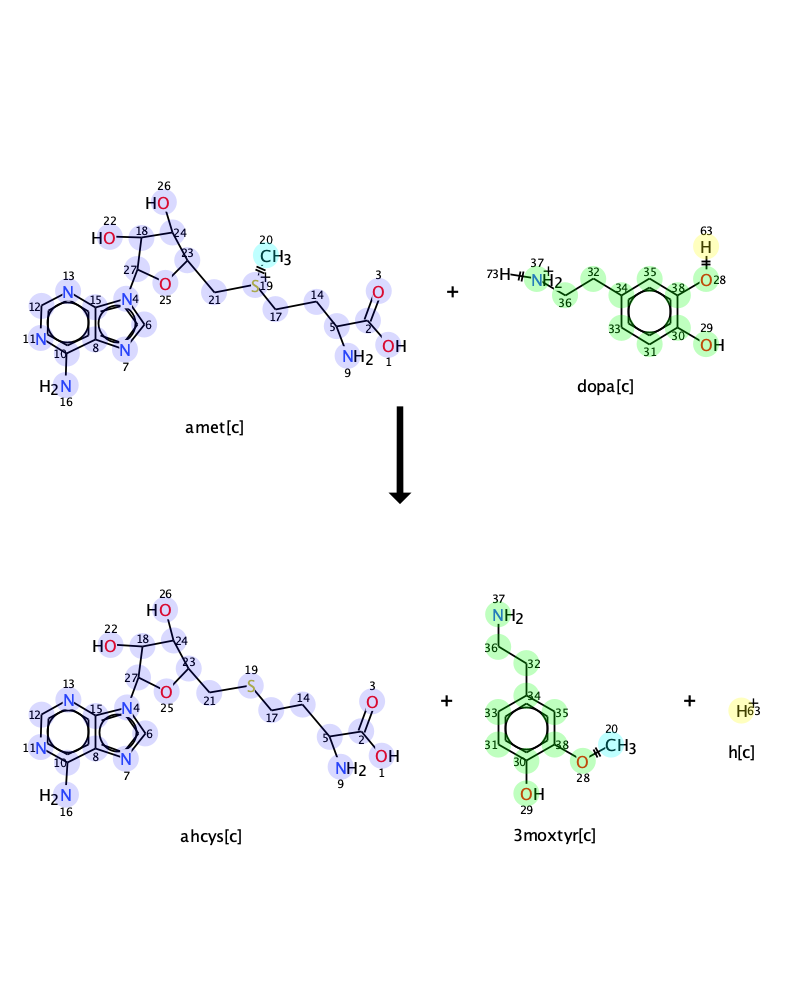 26
HO
22
HO
18
24
20
CH3
23
27
O
25
21
S
+
19
17
14
3
O
5
2
OH
1
NH2
9
13
N
12
15
N4
6
11N
10
8
N
7
H2N
16
amet[c]
+
63
H
73H
37
+
NH2
36
32
34
35
38
O
28
33
31
30
29
OH
dopa[c]
26
HO
22
HO
18
24
23
27
O
25
21
19
S
17
14
3
O
5
2
OH
1
NH2
9
13
N
12
15
N4
6
11N
10
8
N
7
H2N
16
ahcys[c]
+
37
NH2
36
32
34
33
35
31
38
30
O
28
20
CH3
OH
29
3moxtyr[c]
+
H+
63
h[c]